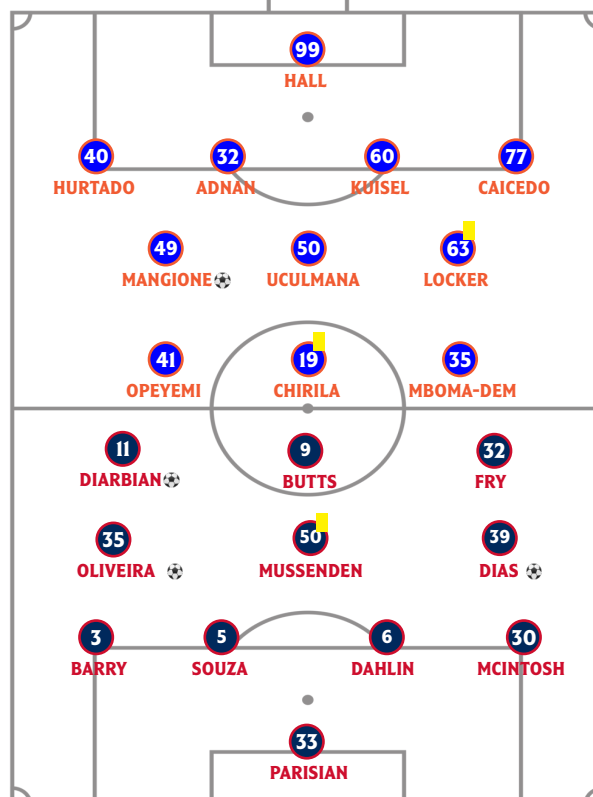 99
HALL
40 32 60 77
HURTADO ADNAN KUISEL CAICEDO
49 50 63
MANGIONE UCULMANA LOCKER
41 19 35
OPEYEMI CHIRILA MBOMA-DEM
11 9 32
DIARBIAN BUTTS FRY
35 50 39
OLIVEIRA MUSSENDEN DIAS
3 5 6 30
BARRY SOUZA DAHLIN MCINTOSH
33
PARISIAN